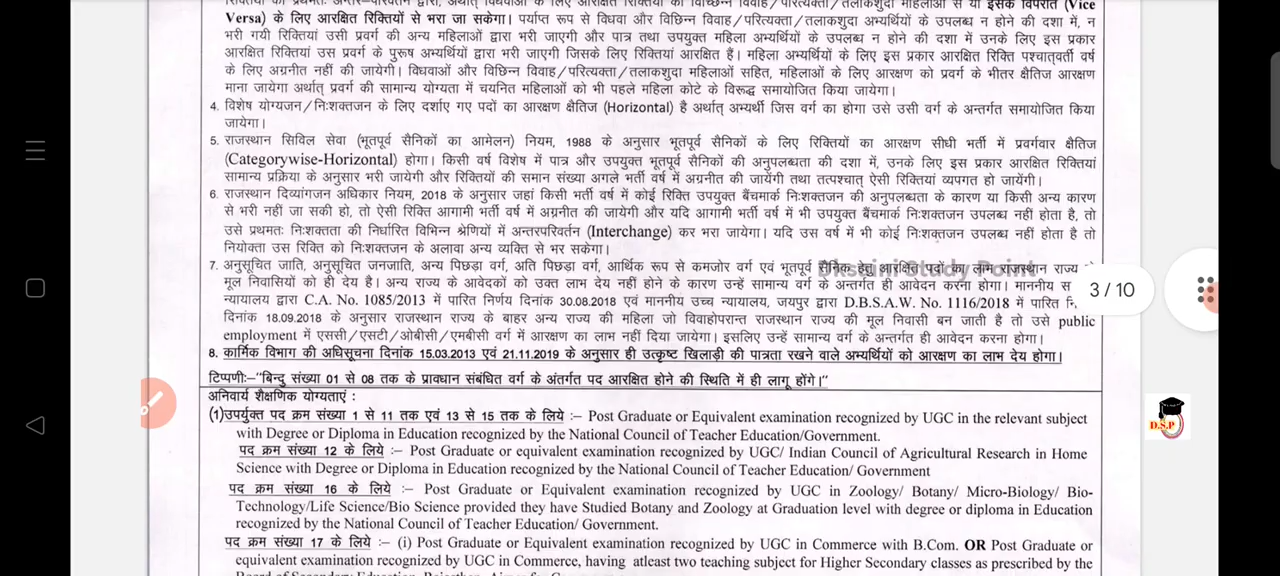 रिक्तियों को प्रथमतः अन्तर-परिवर्तन द्वारा, अर्थात् विधवाओं के लिए आरक्षित रिक्तियों को विच्छिन्न विवाह/परित्यक्ता/तलाकशुदा महिलाओं से या इसके विपरीत (Vice
Versa) के लिए आरक्षित रिक्तियों से भरा जा सकेगा। पर्याप्त रूप से विधवा और विछिन्न विवाह/परित्यक्ता/तलाकशुदा अभ्यर्थियों के उपलब्ध न होने की दशा में, न
भरी गयी रिक्तियां उसी प्रवर्ग की अन्य महिलाओं द्वारा भरी जाएगी और पात्र तथा उपयुक्त महिला अभ्यर्थियों के उपलब्ध न होने की दशा में उनके लिए इस प्रकार
आरक्षित रिक्तियां उस प्रवर्ग के पुरूष अभ्यर्थियों द्वारा भरी जाएगी जिसके लिए रिक्तियां आरक्षित हैं। महिला अभ्यर्थियों के लिए इस प्रकार आरक्षित रिक्ति पश्चातवर्ती वर्ष
के लिए अग्रनीत नहीं की जायेगी। विधवाओं और विछिन्न विवाह/परित्यक्ता/तलाकशुदा महिलाओं सहित, महिलाओं के लिए आरक्षण को प्रवर्ग के भीतर क्षैतिज आरक्षण
माना जायेगा अर्थात् प्रवर्ग की सामान्य योग्यता में चयनित महिलाओं को भी पहले महिला कोटे के विरूद्ध समायोजित किया जायेगा।
4. विशेष योग्यजन/निःशक्तजन के लिए दर्शाए गए पदों का आरक्षण क्षैतिज (Horizontal) है अर्थात अभ्यर्थी जिस वर्ग का होगा उसे उसी वर्ग के अन्तर्गत समायोजित किया
जायेगा।
5. राजस्थान सिविल सेवा (भूतपूर्व सैनिकों का आमेलन) नियम, 1988 के अनुसार भूतपूर्व सैनिकों के लिए रिक्तियों का आरक्षण सीधी भर्ती में प्रवर्गवार क्षैतिज
(Categorywise-Horizontal) होगा। किसी वर्ष विशेष में पात्र और उपयुक्त भूतपूर्व सैनिकों की अनुपलब्धता की दशा में, उनके लिए इस प्रकार आरक्षित रिक्तियां
सामान्य प्रक्रिया के अनुसार भरी जायेगी और रिक्तियों की समान संख्या अगले भर्ती वर्ष में अग्रनीत की जायेंगी तथा तत्पश्चात् ऐसी रिक्तियां व्यपगत हो जायेंगी।
6. राजस्थान दिव्यांगजन अधिकार नियम, 2018 के अनुसार जहां किसी भर्ती वर्ष में कोई रिक्ति उपयुक्त बैंचमार्क निःशक्तजन की अनुपलब्धता के कारण या किसी अन्य कारण
से भरी नहीं जा सकी हो, तो ऐसी रिक्ति आगामी भर्ती वर्ष में अग्रनीत की जायेगी और यदि आगामी भर्ती वर्ष में भी उपयुक्त बैंचमार्क निःशक्तजन उपलब्ध नहीं होता है, तो
उसे प्रथमतः निःशक्तता की निर्धारित विभिन्न श्रेणियों में अन्तरपरिवर्तन (Interchange) कर भरा जायेगा। यदि उस वर्ष में भी कोई निःशक्तजन उपलब्ध नहीं होता है तो
नियोक्ता उस रिक्ति को निःशक्तजन के अलावा अन्य व्यक्ति से भर सकेगा।
7. अनुसूचित जाति, अनुसूचित जनजाति, अन्य पिछड़ा वर्ग, अति पिछड़ा वर्ग, आर्थिक रूप से कमजोर वर्ग एवं भूतपूर्व सैनिक हेतु आरक्षित पदों का लाभ राजस्थान राज्य
मूल निवासियों को ही देय है। अन्य राज्य के आवेदकों को उक्त लाभ देय नहीं होने के कारण उन्हें सामान्य वर्ग के अन्तर्गत ही आवेदन करना होगा। माननीय
न्यायालय द्वारा C.A. No. 1085/2013 में पारित निर्णय दिनांक 30.08.2018 एवं माननीय उच्च न्यायालय, जयपुर द्वारा D.B.S.A.W. No. 1116/2018 में पारित
दिनांक 18.09.2018 के अनुसार राजस्थान राज्य के बाहर अन्य राज्य की महिला जो विवाहोपरान्त राजस्थान राज्य की मूल निवासी बन जाती है तो उसे public
employment में एससी/एसटी/ओबीसी/एमबीसी वर्ग में आरक्षण का लाभ नहीं दिया जायेगा। इसलिए उन्हें सामान्य वर्ग के अन्तर्गत ही आवेदन करना होगा।
3/10
8. कार्मिक विभाग की अधिसूचना दिनांक 15.03.2013 एवं 21.11.2019 के अनुसार ही उत्कृष्ट खिलाड़ी की पात्रता रखने वाले अभ्यर्थियों को आरक्षण का लाभ देय होगा।
टिप्पणी:-"बिन्दु संख्या 01 से 08 तक के प्रावधान संबंधित वर्ग के अंतर्गत पद आरक्षित होने की स्थिति में ही लागू होंगे।"
अनिवार्य शैक्षणिक योग्यताएं :
(1)उपर्युक्त पद क्रम संख्या 1 से 11 तक एवं 13 से 15 तक के लिये :- Post Graduate or Equivalent examination recognized by UGC in the relevant subject
with Degree or Diploma in Education recognized by the National Council of Teacher Education/Government.
पद क्रम संख्या 12 के लिये :- Post Graduate or equivalent examination recognized by UGC/ Indian Council of Agricultural Research in Home
Science with Degree or Diploma in Education recognized by the National Council of Teacher Education/ Government
पद क्रम संख्या 16 के लिये :- Post Graduate or Equivalent examination recognized by UGC in Zoology/ Botany/ Micro-Biology/ Bio-
Technology/Life Science/Bio Science provided they have Studied Botany and Zoology at Graduation level with degree or diploma in Education
recognized by the National Council of Teacher Education/ Government.
पद क्रम संख्या 17 के लिये :- (i) Post Graduate or Equivalent examination recognized by UGC in Commerce with B.Com. OR Post Graduate or
equivalent examination recognized by UGC in Commerce, having atleast two teaching subject for Higher Secondary classes as prescribed by the
D.S.P